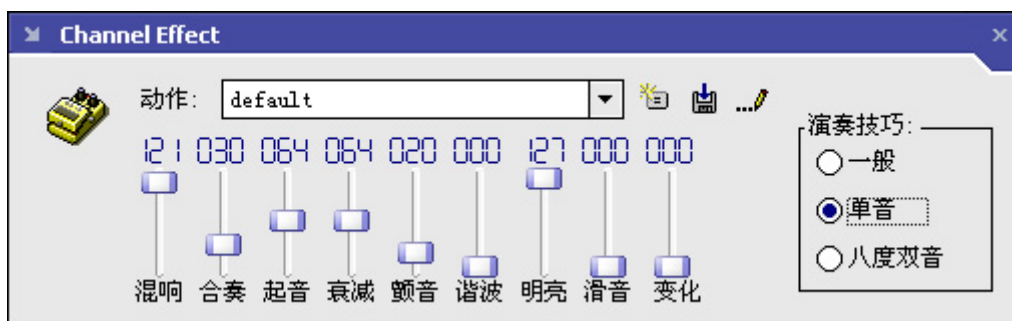 Channel Effect
动作: default
演奏技巧:
121 030 064 064 020 000 127 000 000
一般
单音
八度双音
混响 合奏 起音 衰减 颤音 谐波 明亮 滑音 变化